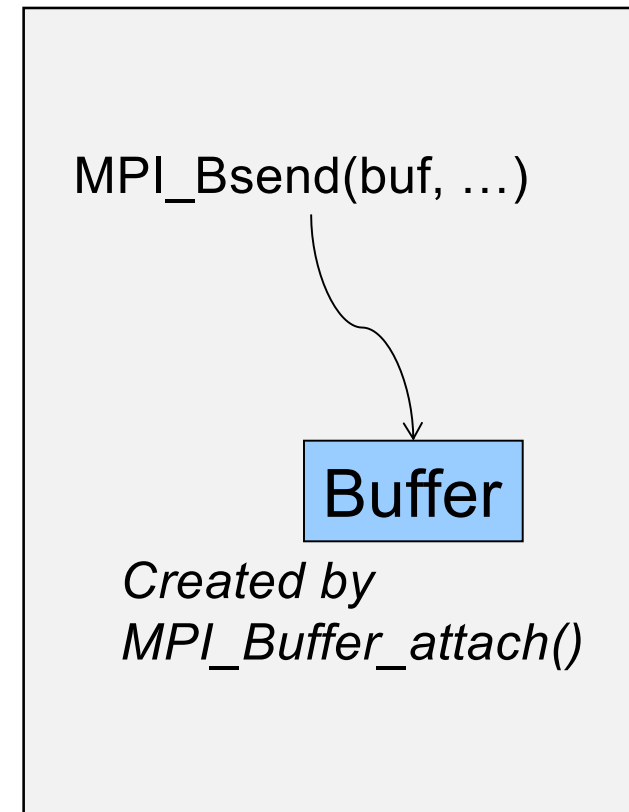 MPI_Bsend(buf, …)
Buffer
Created by
MPI_Buffer_attach()